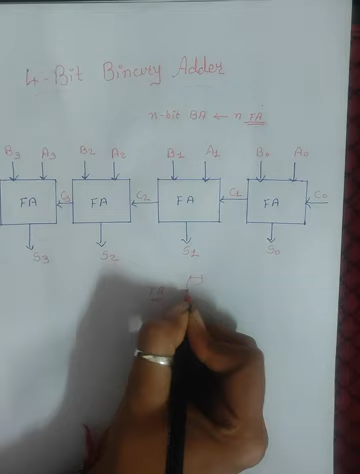 4-Bit Binary Adder
n-bit BA ← n FA
B3 A3 B2 A2 B1 A1 B0 A0
FA C3 FA C2 FA C1 FA C0
S3 S2 S1 S0
FA